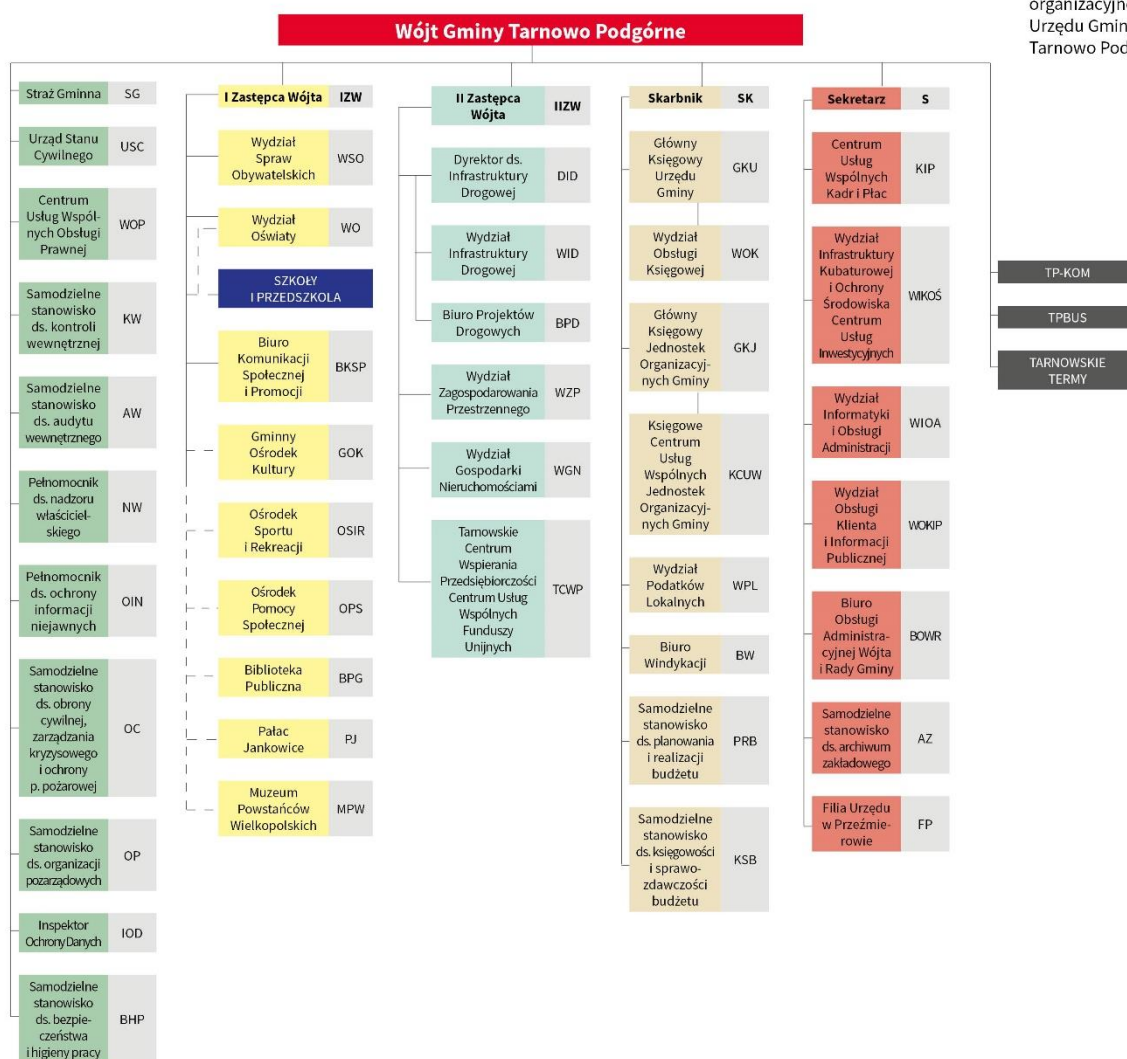 organizacyjne
Urzędu Gmin
Tarnowo Pod
Wójt Gminy Tarnowo Podgórne
Straż Gminna SG
Urząd Stanu
Cywilnego
USC
Centrum
Usług Wspól-
nych Obsługi
Prawnej
WOP
Samodzielne
stanowisko
ds. kontroli
wewnętrznej
KW
Samodzielne
stanowisko
ds. audytu
wewnętrznego
AW
Pełnomocnik
ds. nadzoru
właściciel-
skiego
NW
Pełnomocnik
ds. ochrony
informacji
niejawnych
OIN
Samodzielne
stanowisko
ds. obrony
cywilnej,
zarządzania
kryzysowego
i ochrony
p. pożarowej
OC
Samodzielne
stanowisko
ds. organizacji
pozarządowych
OP
Inspektor
Ochrony Danych
IOD
Samodzielne
stanowisko
ds. bezpie-
czeństwa
i higieny pracy
BHP
I Zastępca Wójta IZW
Wydział
Spraw
Obywatelskich
WSO
Wydział
Oświaty
WO
SZKOŁY
I PRZEDSZKOLA
Biuro
Komunikacji
Społecznej
i Promocji
BKSP
Gminny
Ośrodek
Kultury
GOK
Ośrodek
Sportu
i Rekreacji
OSIR
Ośrodek
Pomocy
Społecznej
OPS
Biblioteka
Publiczna
BPG
Pałac
Jankowice
PJ
Muzeum
Powstańców
Wielkopolskich
MPW
II Zastępca
Wójta
IIZW
Dyrektor ds.
Infrastruktury
Drogowej
DID
Wydział
Infrastruktury
Drogowej
WID
Biuro Projektów
Drogowych
BPD
Wydział
Zagospodarowania
Przestrzennego
WZP
Wydział
Gospodarki
Nieruchomościami
WGN
Tarnowskie
Centrum
Wspierania
Przedsiębiorczości
Centrum Usług
Wspólnych
Funduszy
Unijnych
TCWP
Skarbnik SK
Główny
Księgowy
Urzędu
Gminy
GKU
Wydział
Obsługi
Księgowej
WOK
Główny
Księgowy
Jednostek
Organizacyj-
nych Gminy
GKJ
Księgowe
Centrum
Usług
Wspólnych
Jednostek
Organizacyj-
nych Gminy
KCUW
Wydział
Podatków
Lokalnych
WPL
Biuro
Windykacji
BW
Samodzielne
stanowisko
ds. planowania
i realizacji
budżetu
PRB
Samodzielne
stanowisko
ds. księgowości
i sprawo-
zdawczości
budżetu
KSB
Sekretarz S
Centrum
Usług
Wspólnych
Kadr i Płac
KIP
Wydział
Infrastruktury
Kubaturowej
i Ochrony
Środowiska
Centrum
Usług
Inwestycyjnych
WIKOŚ
Wydział
Informatyki
i Obsługi
Administracji
WIOA
Wydział
Obsługi
Klienta
i Informacji
Publicznej
WOKIP
Biuro
Obsługi
Administra-
cyjnej Wójta
i Rady Gminy
BOWR
Samodzielne
stanowisko
ds. archiwum
zakładowego
AZ
Filia Urzędu
w Przeźmie-
rowie
FP
TP-KOM
TPBUS
TARNOWSKIE
TERMY